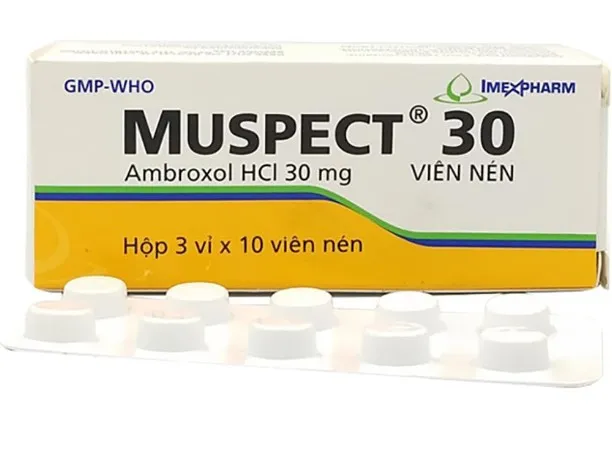 GMP-WHO
IMEXPHARM
MUSPECT® 30
Ambroxol HCl 30 mg
VIÊN NÉN
Hộp 3 vỉ x 10 viên nén